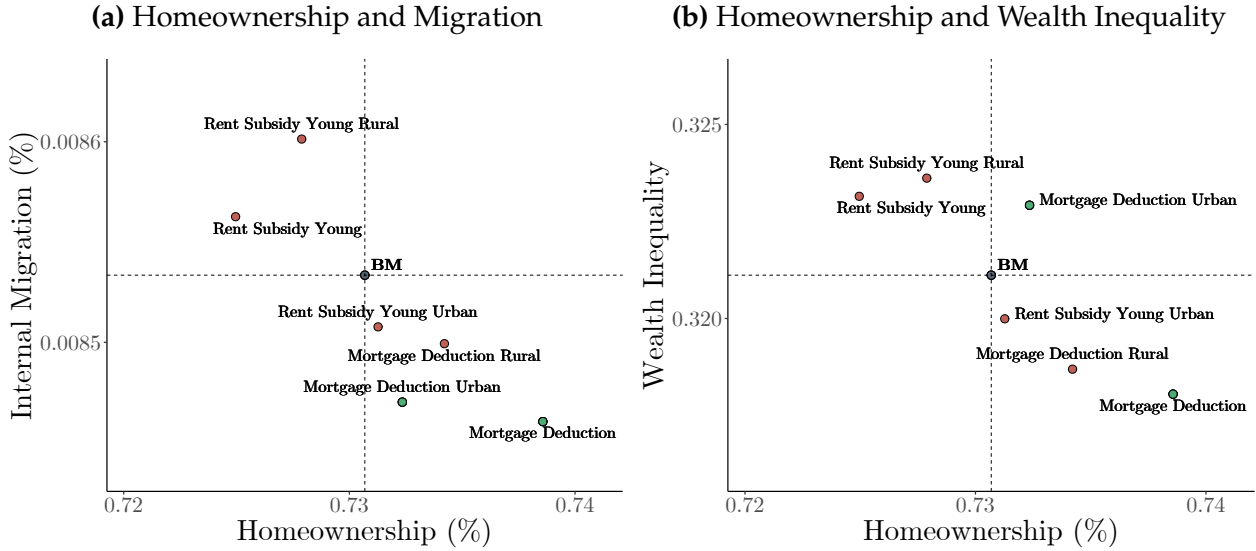 (a) Homeownership and Migration
Internal Migration (%)
0.0086
0.0085
Rent Subsidy Young Rural
Rent Subsidy Young
BM
Rent Subsidy Young Urban
Mortgage Deduction Rural
Mortgage Deduction Urban
Mortgage Deduction
0.72
0.73
0.74
Homeownership (%)
(b) Homeownership and Wealth Inequality
Wealth Inequality
0.325
0.320
Rent Subsidy Young Rural
Mortgage Deduction Urban
Rent Subsidy Young
BM
Rent Subsidy Young Urban
Mortgage Deduction Rural
Mortgage Deduction
0.72
0.73
0.74
Homeownership (%)